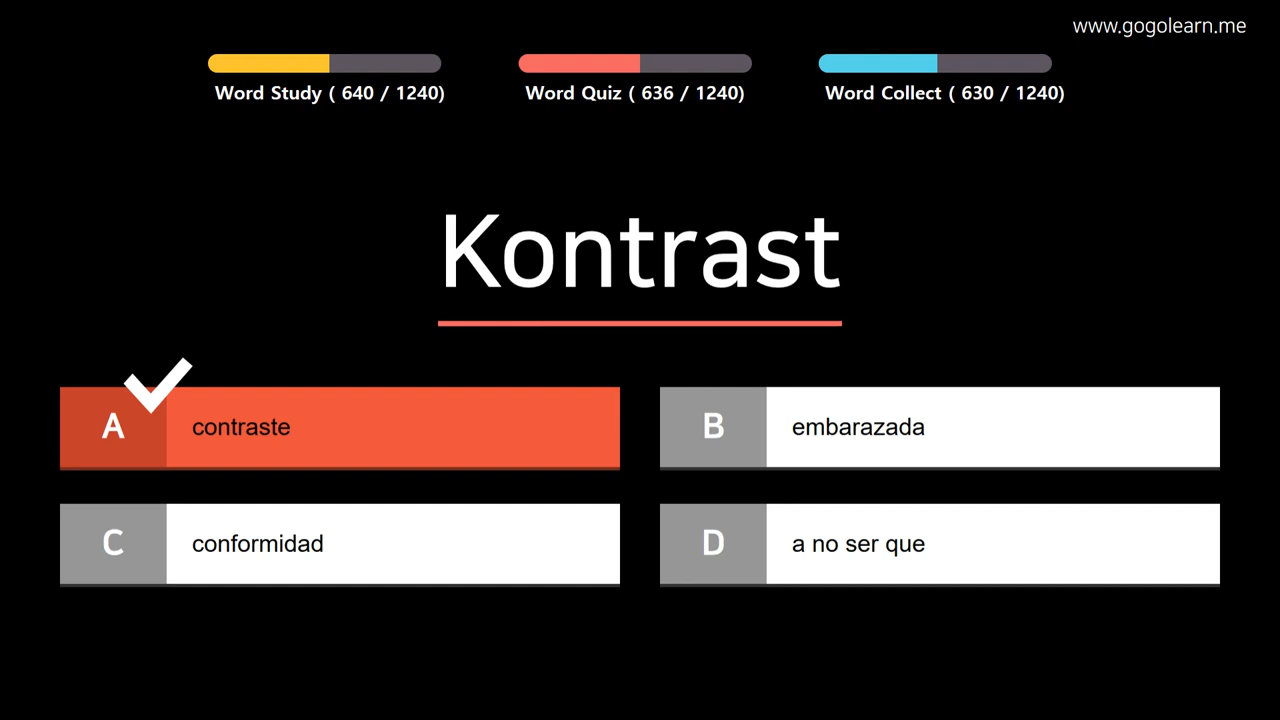 www.gogolearn.me
Word Study ( 640 / 1240)
Word Quiz ( 636 / 1240)
Word Collect ( 630 / 1240)
Kontrast
A contraste
B embarazada
C conformidad
D a no ser que